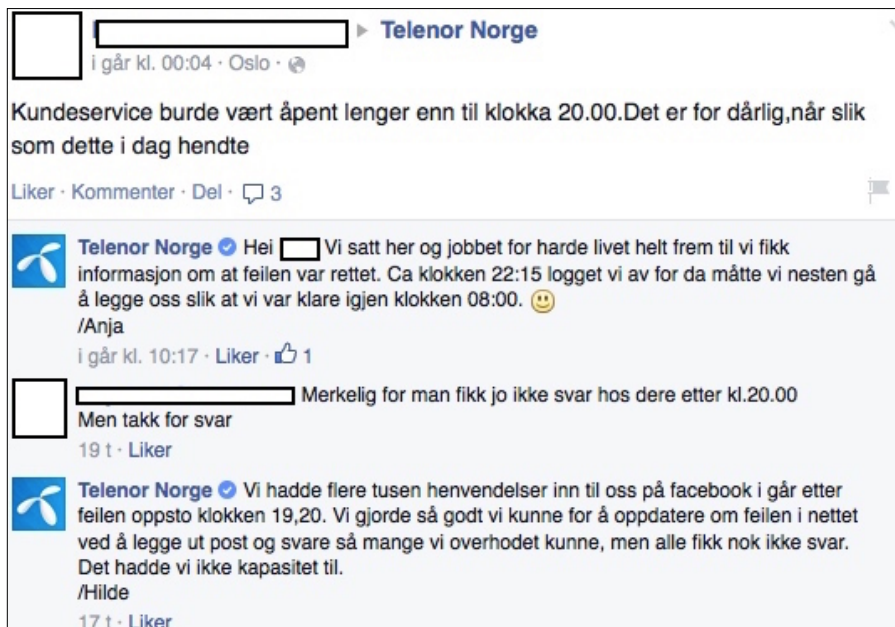 Telenor Norge
i går kl. 00:04 · Oslo ·
Kundeservice burde vært åpent lenger enn til klokka 20.00.Det er for dårlig,når slik
som dette i dag hendte
Liker · Kommenter · Del · 3
Telenor Norge Hei Vi satt her og jobbet for harde livet helt frem til vi fikk
informasjon om at feilen var rettet. Ca klokken 22:15 logget vi av for da måtte vi nesten gå
å legge oss slik at vi var klare igjen klokken 08:00.
/Anja
i går kl. 10:17 · Liker · 1
Merkelig for man fikk jo ikke svar hos dere etter kl.20.00
Men takk for svar
19 t · Liker
Telenor Norge Vi hadde flere tusen henvendelser inn til oss på facebook i går etter
feilen oppsto klokken 19,20. Vi gjorde så godt vi kunne for å oppdatere om feilen i nettet
ved å legge ut post og svare så mange vi overhodet kunne, men alle fikk nok ikke svar.
Det hadde vi ikke kapasitet til.
/Hilde
17 t · Liker